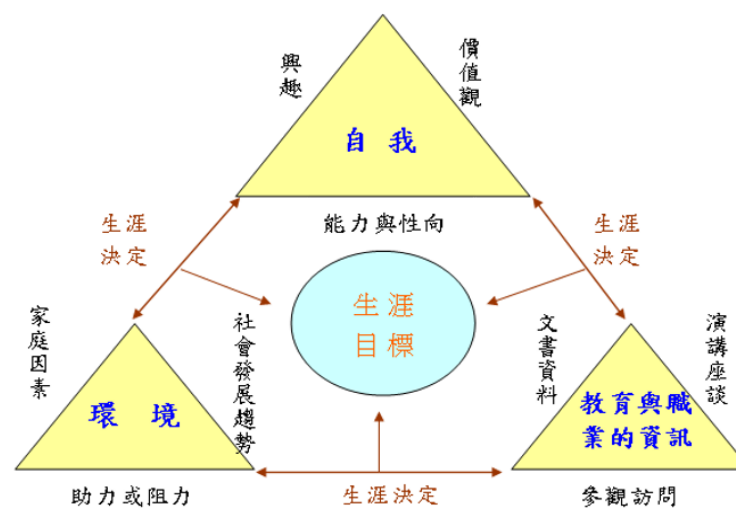 興趣
價值觀
自 我
能力與性向
生涯
決定
生涯
決定
生涯
目標
家庭因素
社會發展趨勢
環 境
助力或阻力
文書資料
演講座談
教育與職
業的資訊
參觀訪問
生涯決定